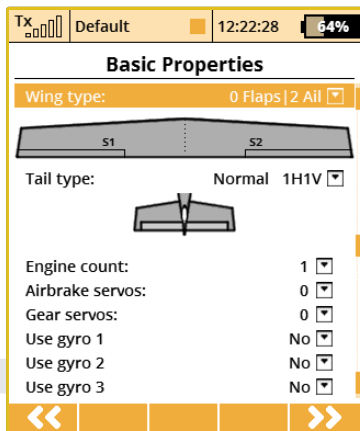 Tx Default 12:22:28 64%
Basic Properties
Wing type: 0 Flaps|2 Ail
S1 S2
Tail type: Normal 1H1V
Engine count: 1
Airbrake servos: 0
Gear servos: 0
Use gyro 1 No
Use gyro 2 No
Use gyro 3 No